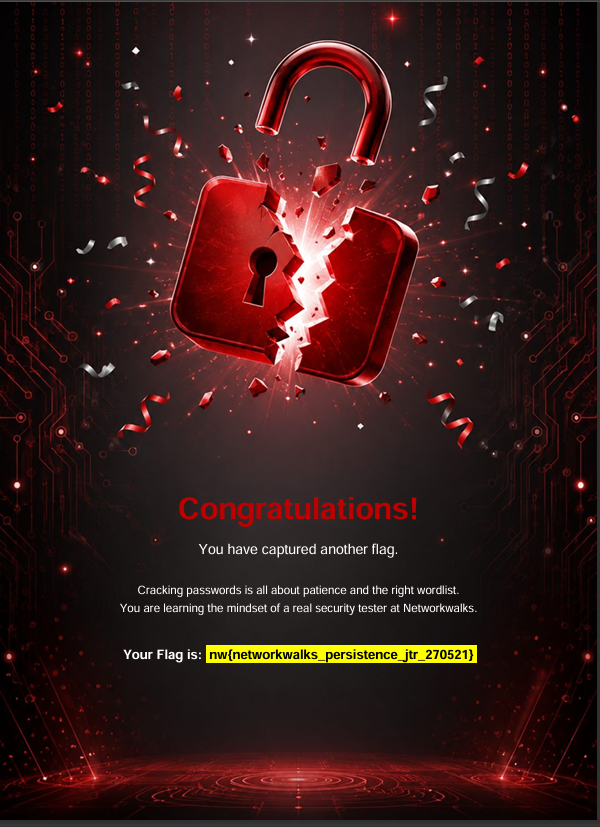 Congratulations!
You have captured another flag.
Cracking passwords is all about patience and the right wordlist.
You are learning the mindset of a real security tester at Networkwalks.
Your Flag is: nw{networkwalks_persistence_jtr_270521}